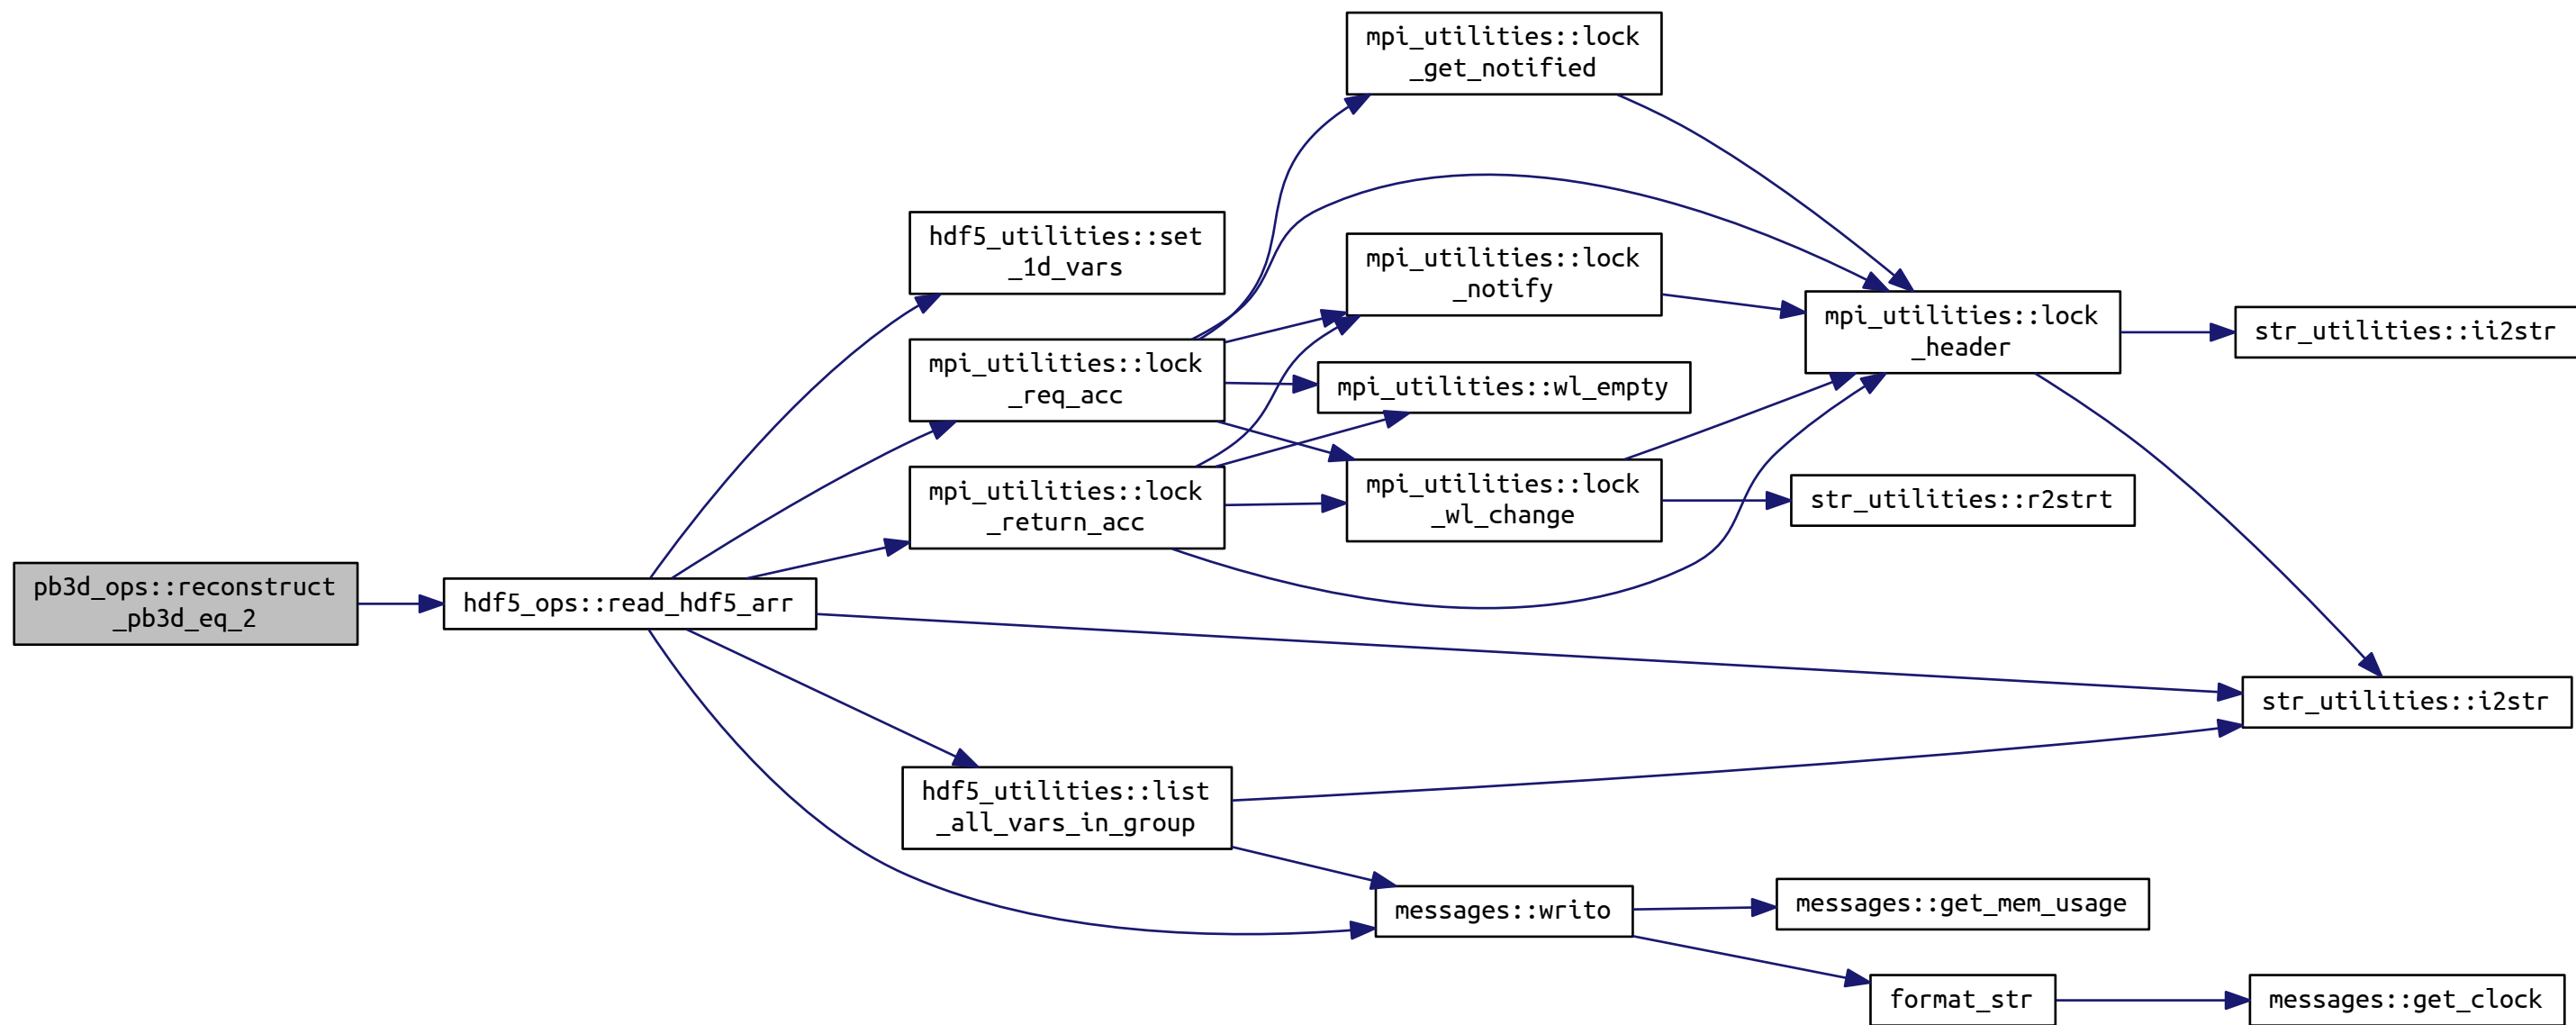 pb3d_ops::reconstruct
_pb3d_eq_2
hdf5_ops::read_hdf5_arr
hdf5_utilities::set
_1d_vars
mpi_utilities::lock
_req_acc
mpi_utilities::lock
_return_acc
hdf5_utilities::list
_all_vars_in_group
mpi_utilities::lock
_get_notified
mpi_utilities::lock
_notify
mpi_utilities::wl_empty
mpi_utilities::lock
_wl_change
messages::writo
mpi_utilities::lock
_header
str_utilities::r2strt
messages::get_mem_usage
format_str
str_utilities::ii2str
str_utilities::i2str
messages::get_clock